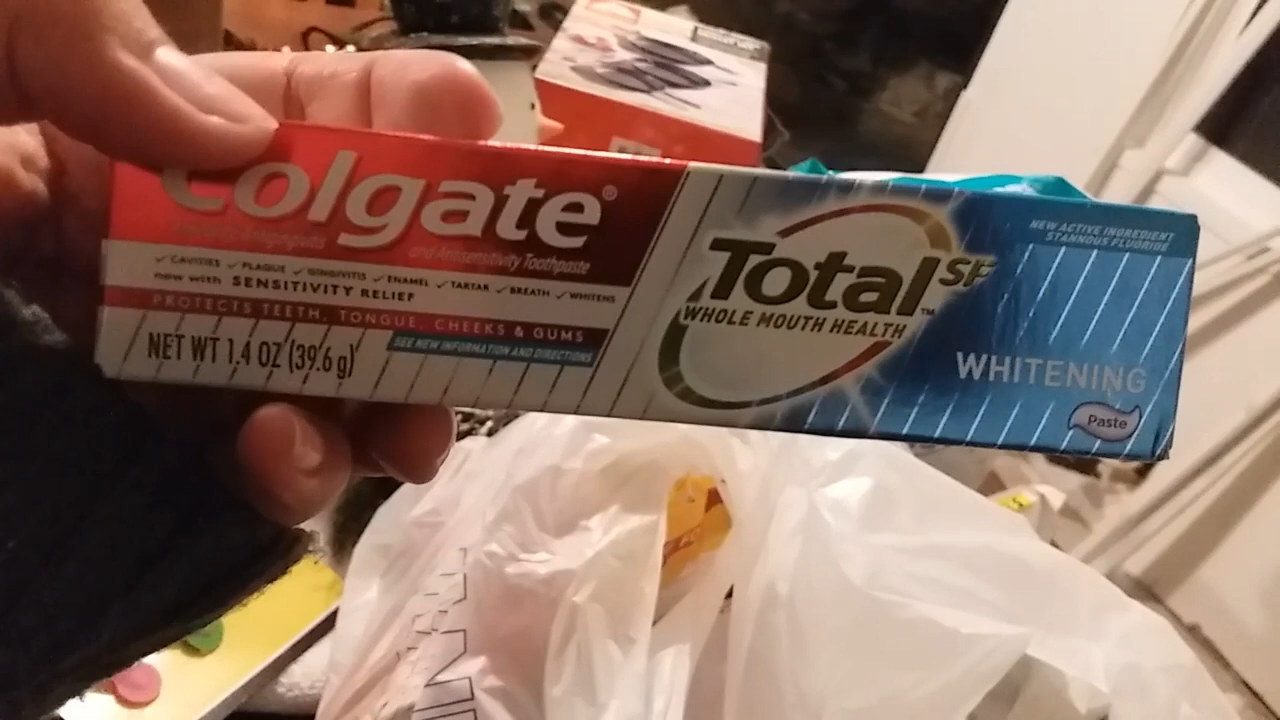 Colgate®
and Antisensitivity Toothpaste
✓ CAVITIES ✓ PLAQUE ✓ GINGIVITIS ✓ ENAMEL ✓ TARTAR ✓ BREATH ✓ WHITENS
now with SENSITIVITY RELIEF
PROTECTS TEETH, TONGUE, CHEEKS & GUMS
SEE NEW INFORMATION AND DIRECTIONS
NET WT 1.4 OZ (39.6 g)
Total SF™
WHOLE MOUTH HEALTH
NEW ACTIVE INGREDIENT
STANNOUS FLUORIDE
WHITENING
Paste